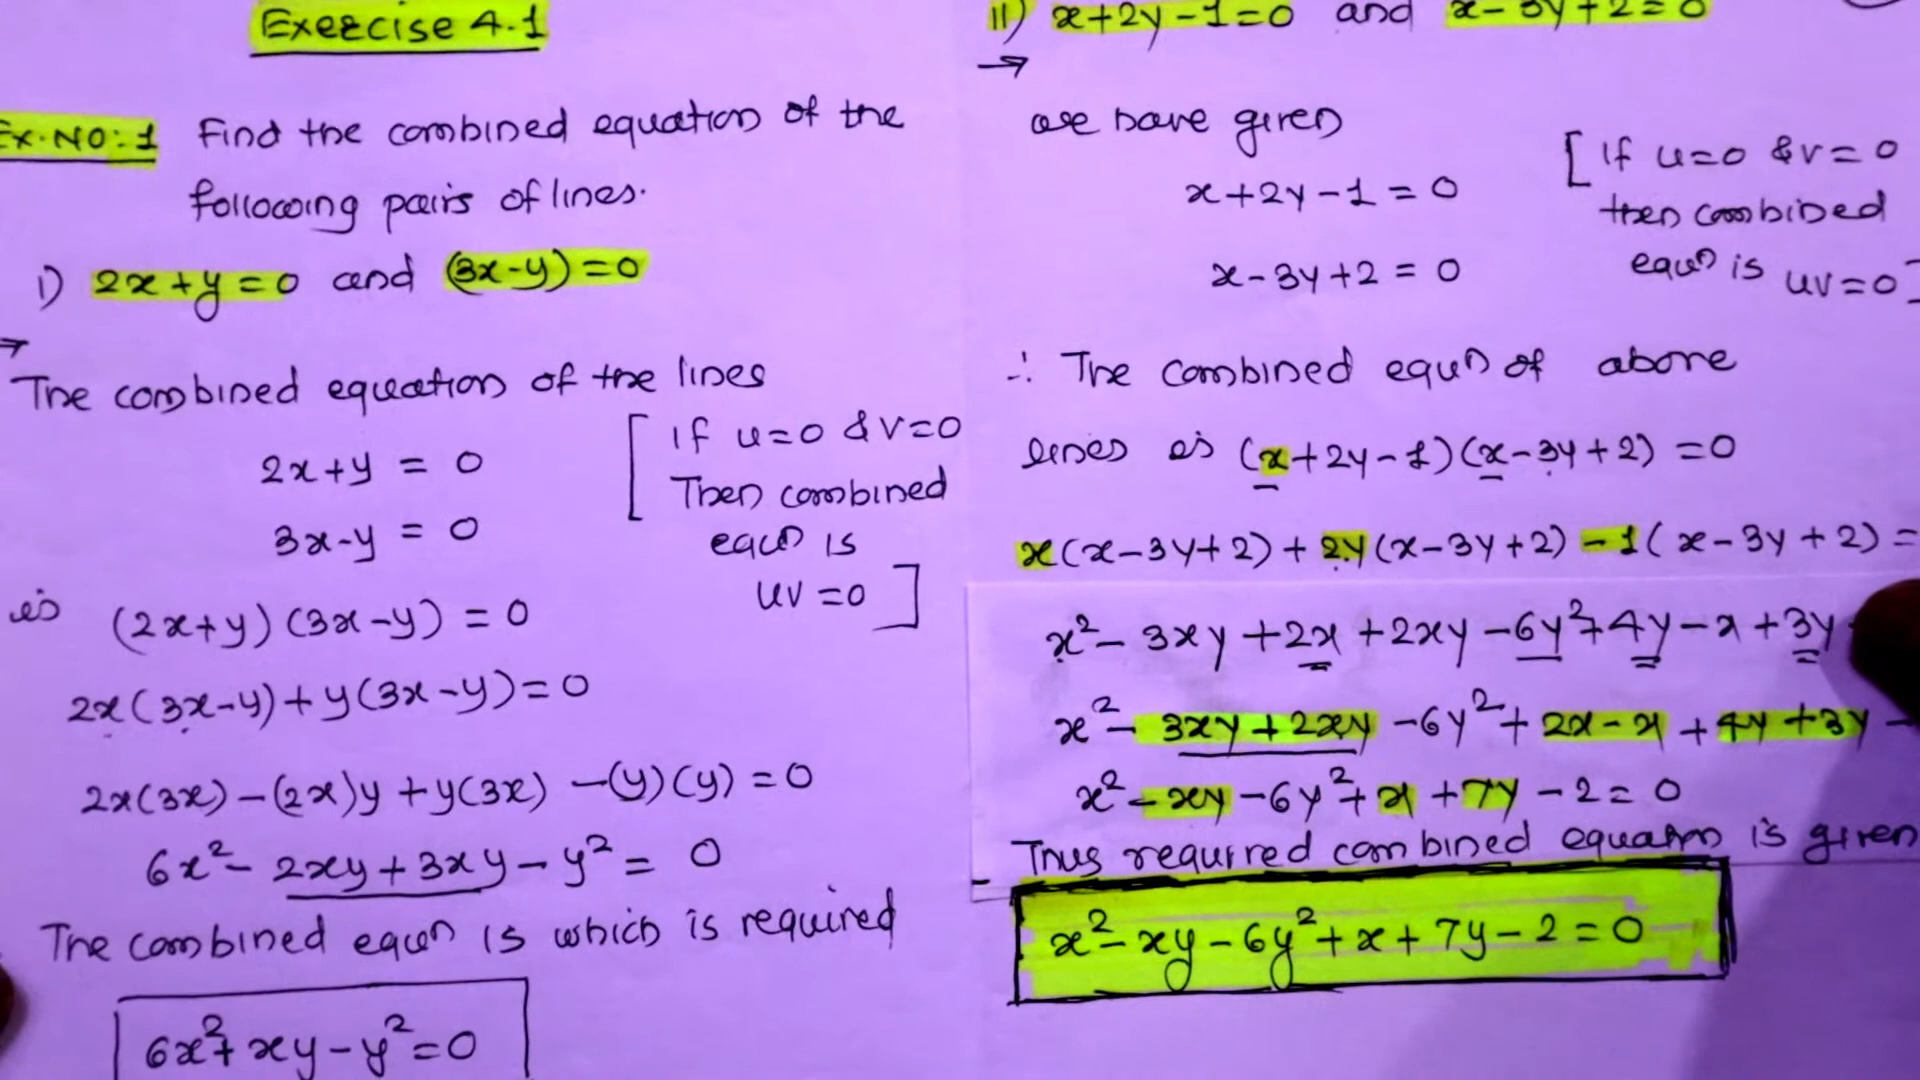 Exercise 4.1
Ex.NO:1 Find the combined equation of the
following pairs of lines.
i) 2x+y=0 and (3x-y)=0
→
The combined equation of the lines
2x+y = 0
3x-y = 0
[ If u=0 & v=0
Then combined
equn is
uv=0 ]
is (2x+y) (3x-y) = 0
2x(3x-y)+y(3x-y)=0
2x(3x)-(2x)y+y(3x)-(y)(y)=0
6x²-2xy+3xy-y²=0
The combined equn is which is required
6x²+xy-y²=0
ii) x+2y-1=0 and x-3y+2=0
→
we have given
x+2y-1=0
x-3y+2=0
[ If u=0 & v=0
then combined
equn is uv=0 ]
∴ The combined equn of above
lines is (x+2y-1)(x-3y+2)=0
x(x-3y+2)+2y(x-3y+2)-1(x-3y+2)=
x²-3xy+2x+2xy-6y²+4y-x+3y
x²-3xy+2xy-6y²+2x-x+4y+3y-
x²-xy-6y²+x+7y-2=0
Thus required combined equation is given
x²-xy-6y²+x+7y-2=0